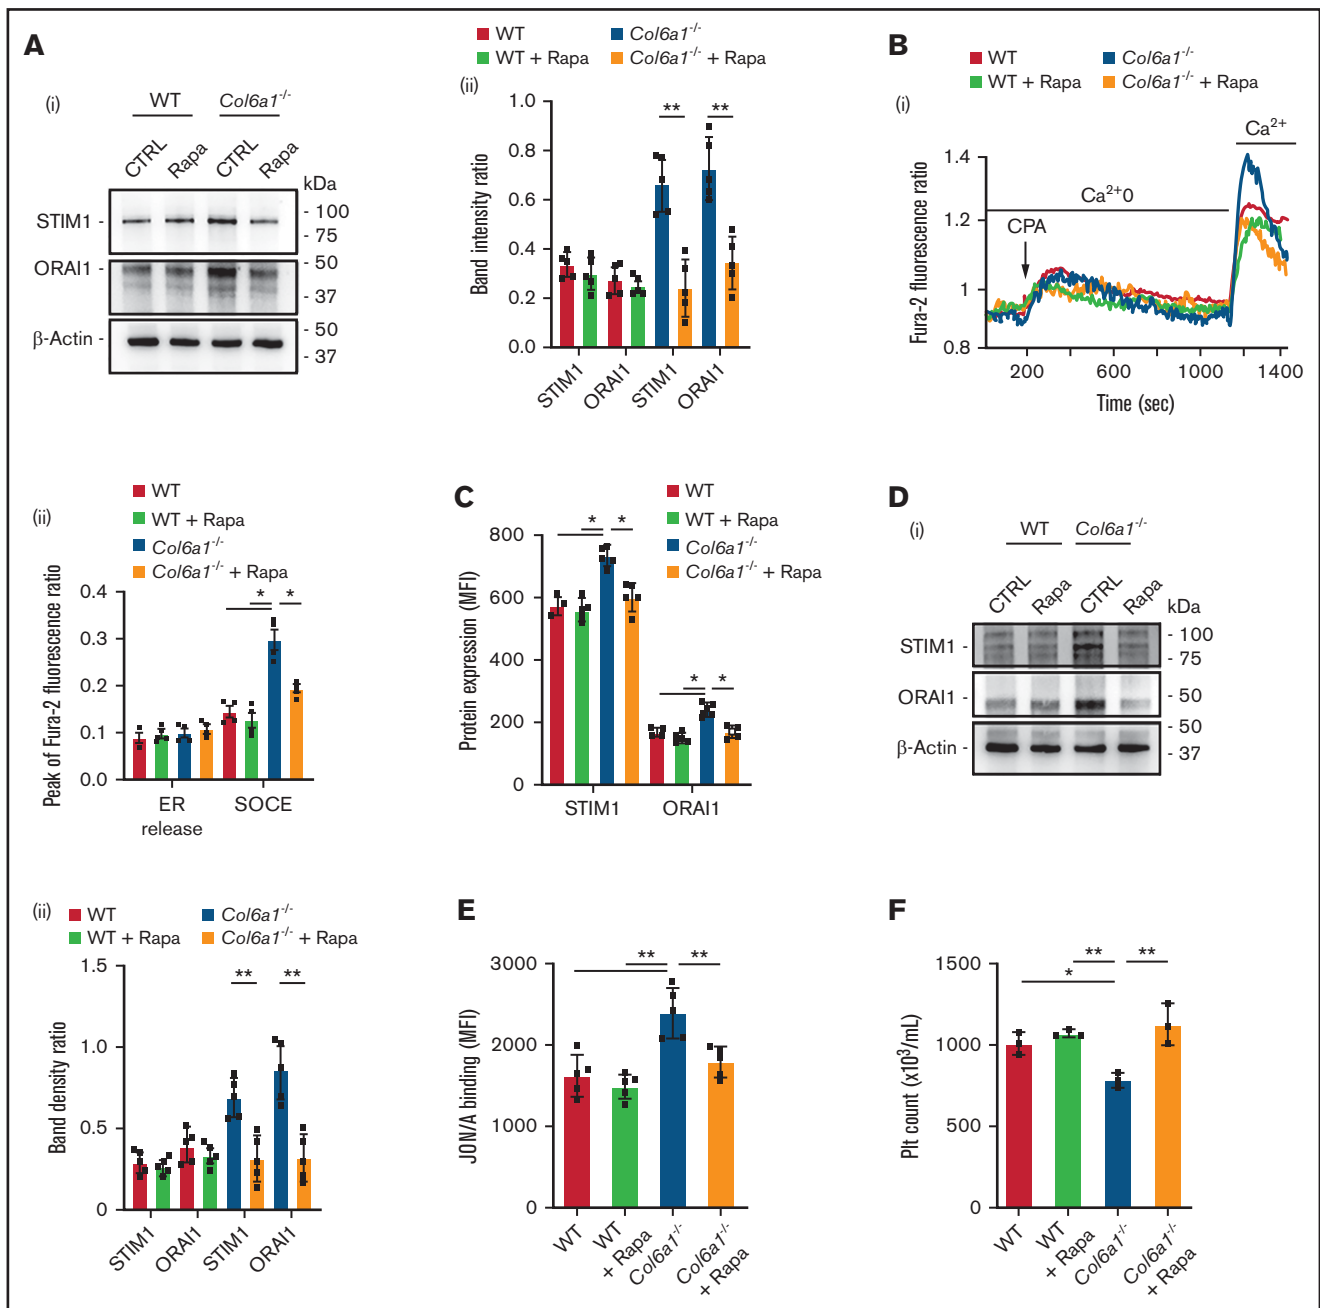 A
(i)
WT
Col6a1-/-
CTRL
Rapa
CTRL
Rapa
kDa
STIM1 -
- 100
- 75
ORAI1 -
- 50
- 37
β-Actin -
- 50
- 37
WT
Col6a1-/-
WT + Rapa
Col6a1-/- + Rapa
(ii)
Band intensity ratio
1.0
0.8
0.6
0.4
0.2
0.0
**
**
STIM1
ORAI1
STIM1
ORAI1
B
WT
Col6a1-/-
WT + Rapa
Col6a1-/- + Rapa
(i)
Fura-2 fluorescence ratio
1.4
1.2
1
0.8
Ca2+0
Ca2+
CPA
200
600
1000
1400
Time (sec)
(ii)
WT
WT + Rapa
Col6a1-/-
Col6a1-/- + Rapa
Peak of Fura-2 fluorescence ratio
0.4
0.3
0.2
0.1
0.0
*
*
ER
release
SOCE
C
WT
WT + Rapa
Col6a1-/-
Col6a1-/- + Rapa
Protein expression (MFI)
800
600
400
200
0
*
*
*
*
STIM1
ORAI1
D
(i)
WT
Col6a1-/-
CTRL
Rapa
CTRL
Rapa
kDa
STIM1 -
- 100
- 75
ORAI1 -
- 50
β-Actin -
- 50
- 37
(ii)
WT
Col6a1-/-
WT + Rapa
Col6a1-/- + Rapa
Band density ratio
1.5
1.0
0.5
0
**
**
STIM1
ORAI1
STIM1
ORAI1
E
JON/A binding (MFI)
3000
2000
1000
0
**
**
WT
WT
+ Rapa
Col6a1-/-
Col6a1-/-
+ Rapa
F
Plt count (x10³/mL)
1500
1000
500
0
*
**
**
WT
WT
+ Rapa
Col6a1-/-
Col6a1-/-
+ Rapa